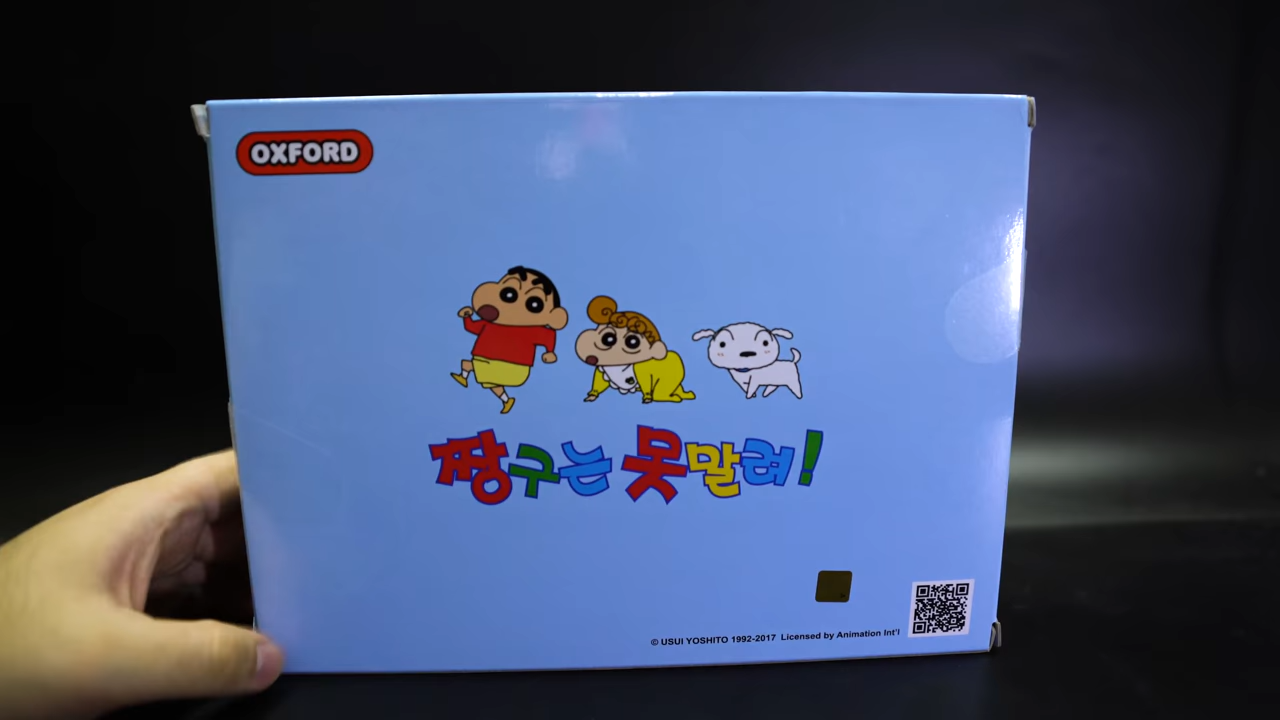 OXFORD
짱구는 못말려!
© USUI YOSHITO 1992-2017 Licensed by Animation Int'l